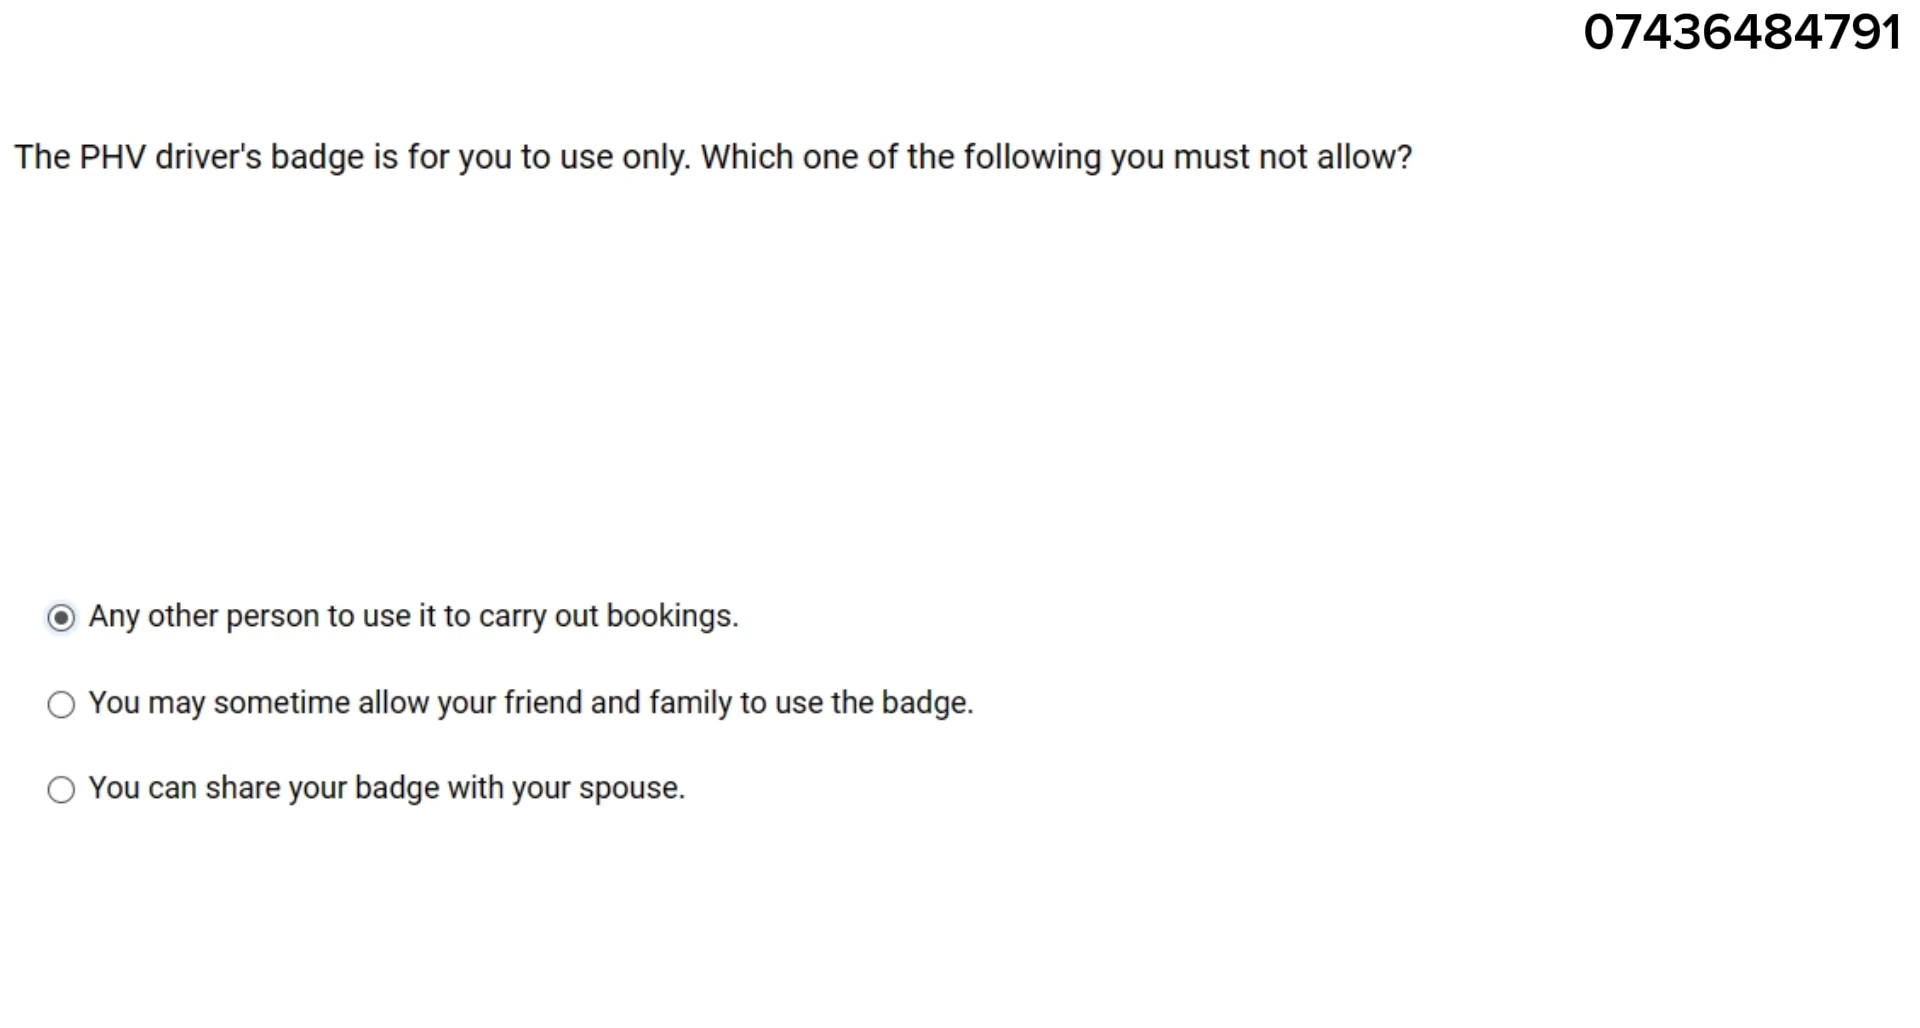 07436484791
The PHV driver's badge is for you to use only. Which one of the following you must not allow?
Any other person to use it to carry out bookings.
You may sometime allow your friend and family to use the badge.
You can share your badge with your spouse.